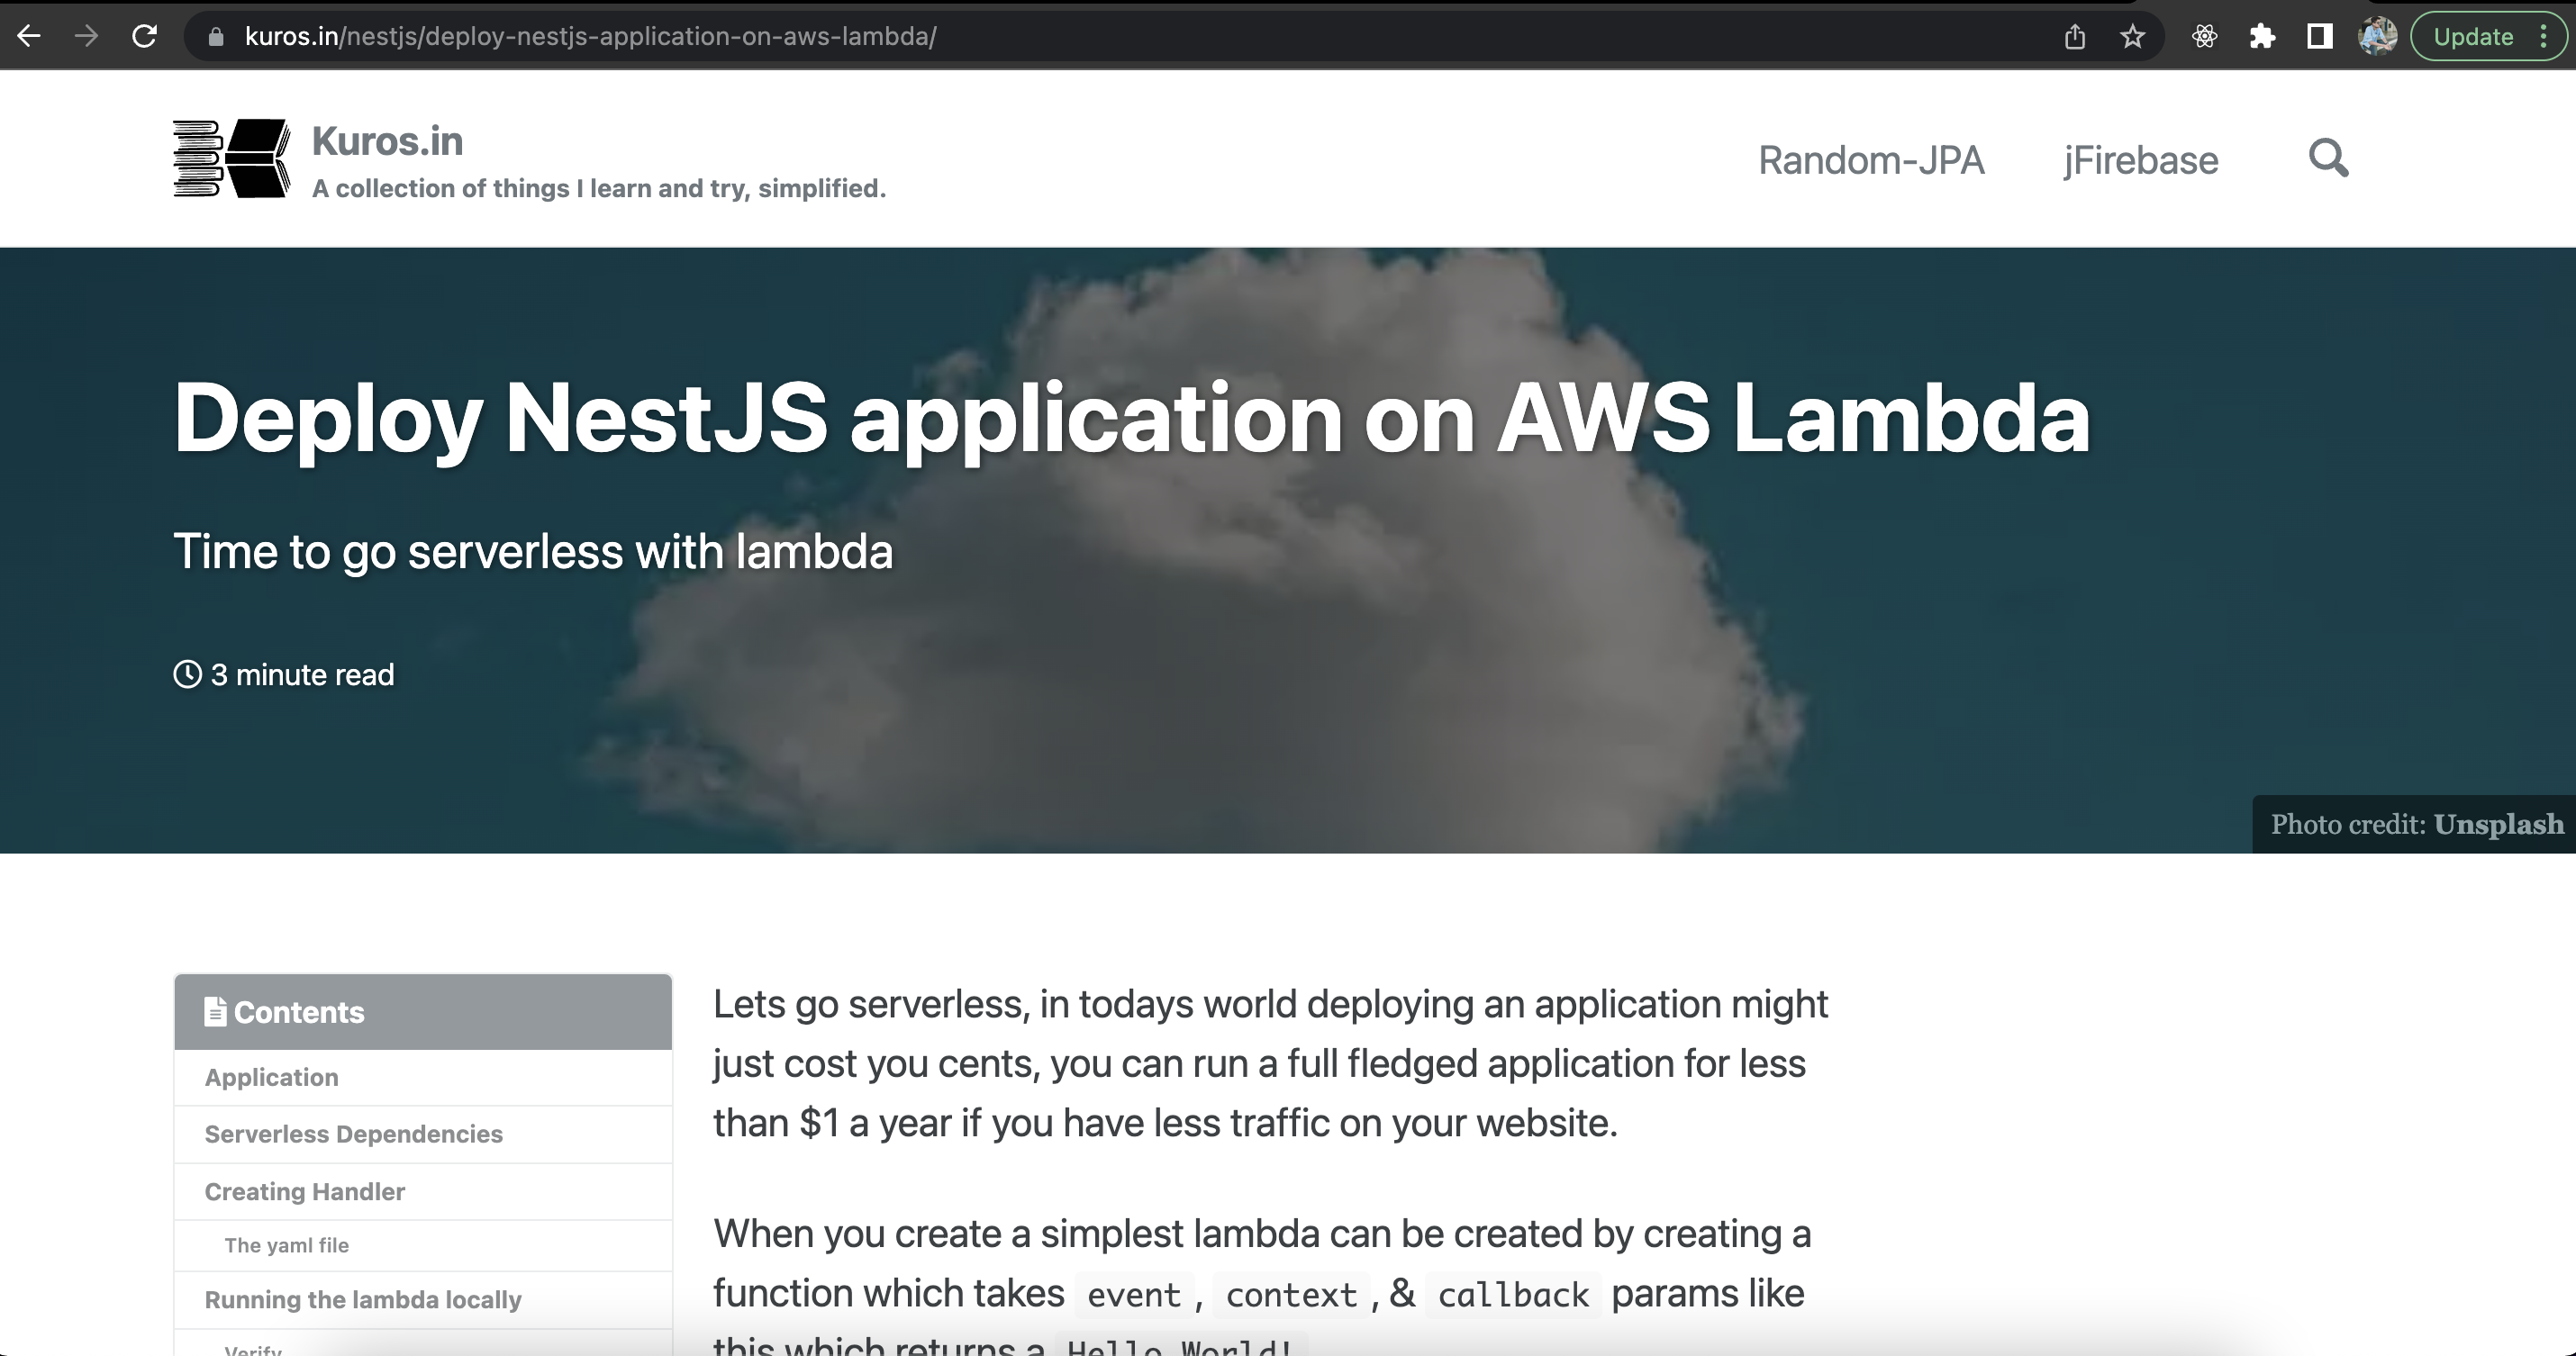 kuros.in/nestjs/deploy-nestjs-application-on-aws-lambda/
Update
Kuros.in
A collection of things I learn and try, simplified.
Random-JPA
jFirebase
Deploy NestJS application on AWS Lambda
Time to go serverless with lambda
3 minute read
Photo credit: Unsplash
Contents
Application
Serverless Dependencies
Creating Handler
The yaml file
Running the lambda locally
Verify
Lets go serverless, in todays world deploying an application might
just cost you cents, you can run a full fledged application for less
than $1 a year if you have less traffic on your website.
When you create a simplest lambda can be created by creating a
function which takes event, context, & callback params like
this which returns a Hello World!